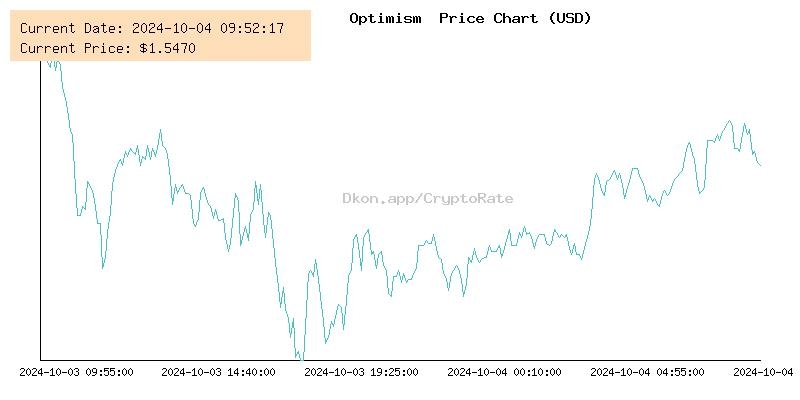 Optimism  Price Chart (USD)
Current Date: 2024-10-04 09:52:17
Current Price: $1.5470
Dkon.app/CryptoRate
2024-10-03 09:55:00 2024-10-03 14:40:00 2024-10-03 19:25:00 2024-10-04 00:10:00 2024-10-04 04:55:00 2024-10-04